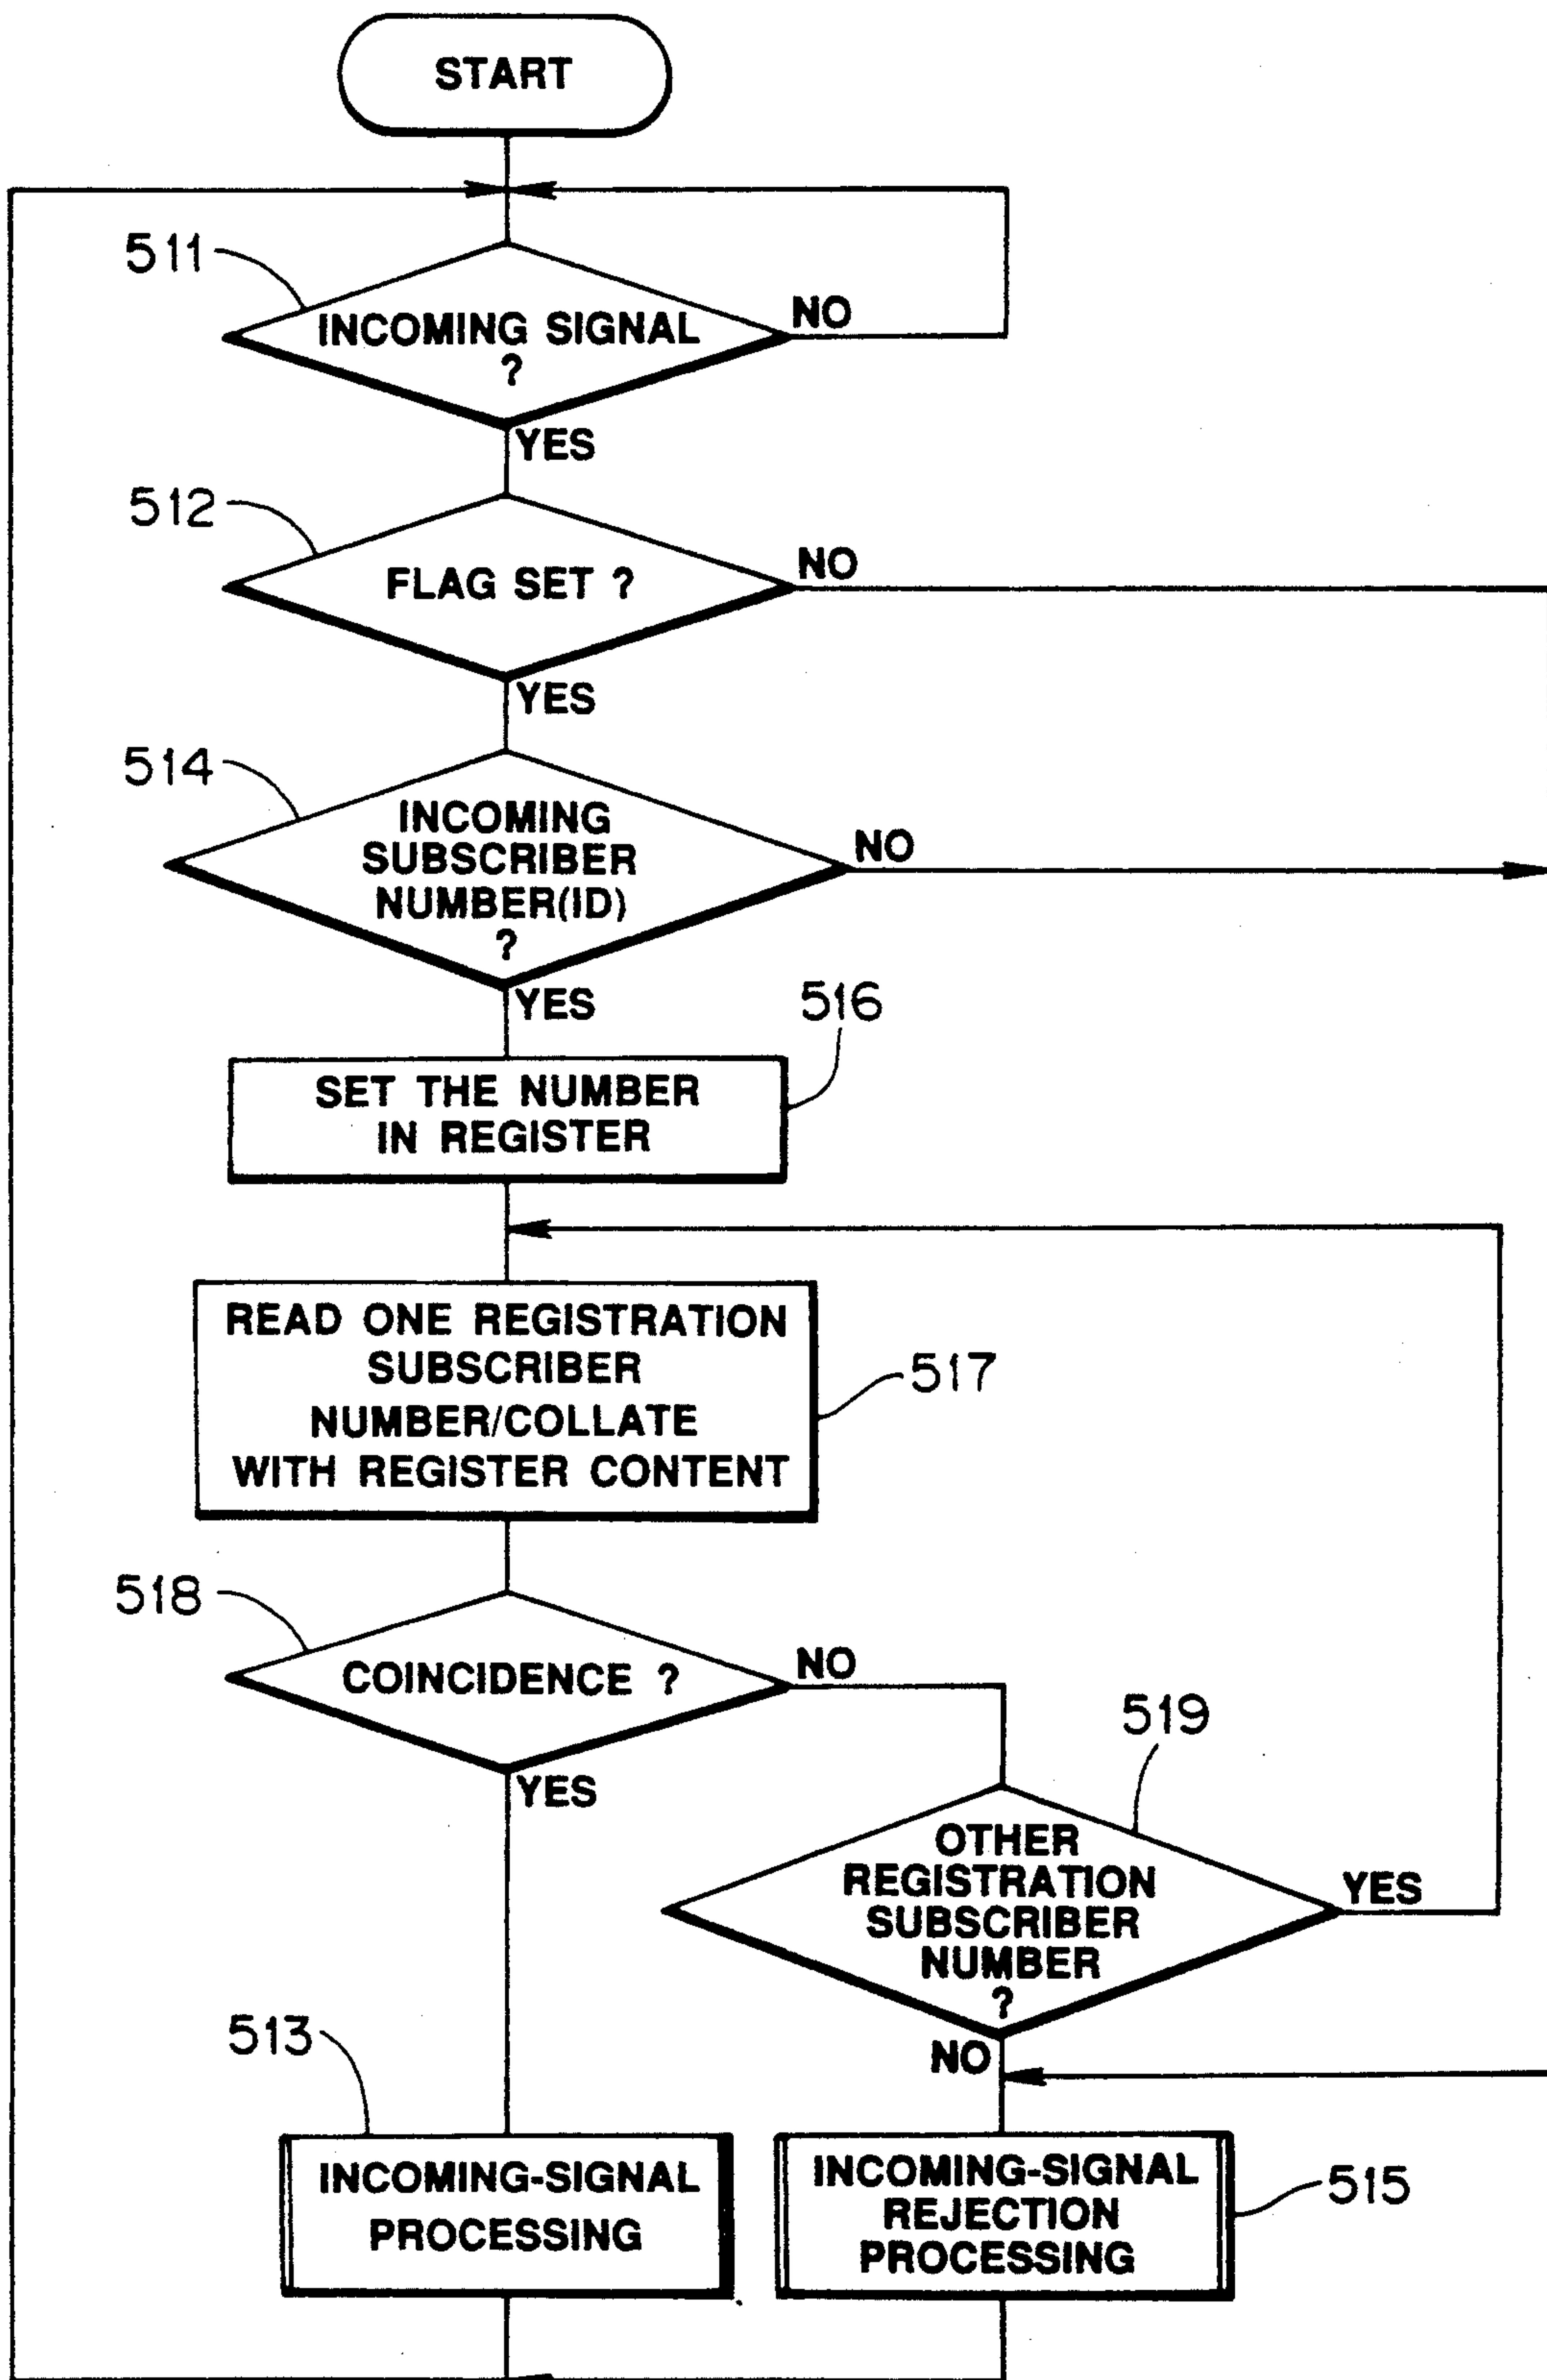 START
511
INCOMING SIGNAL
?
NO
YES
512
FLAG SET ?
NO
YES
514
INCOMING
SUBSCRIBER
NUMBER(ID)
?
NO
YES
516
SET THE NUMBER
IN REGISTER
READ ONE REGISTRATION
SUBSCRIBER
NUMBER/COLLATE
WITH REGISTER CONTENT
517
518
COINCIDENCE ?
NO
YES
519
OTHER
REGISTRATION
SUBSCRIBER
NUMBER
?
YES
NO
513
INCOMING-SIGNAL
PROCESSING
INCOMING-SIGNAL
REJECTION
PROCESSING
515